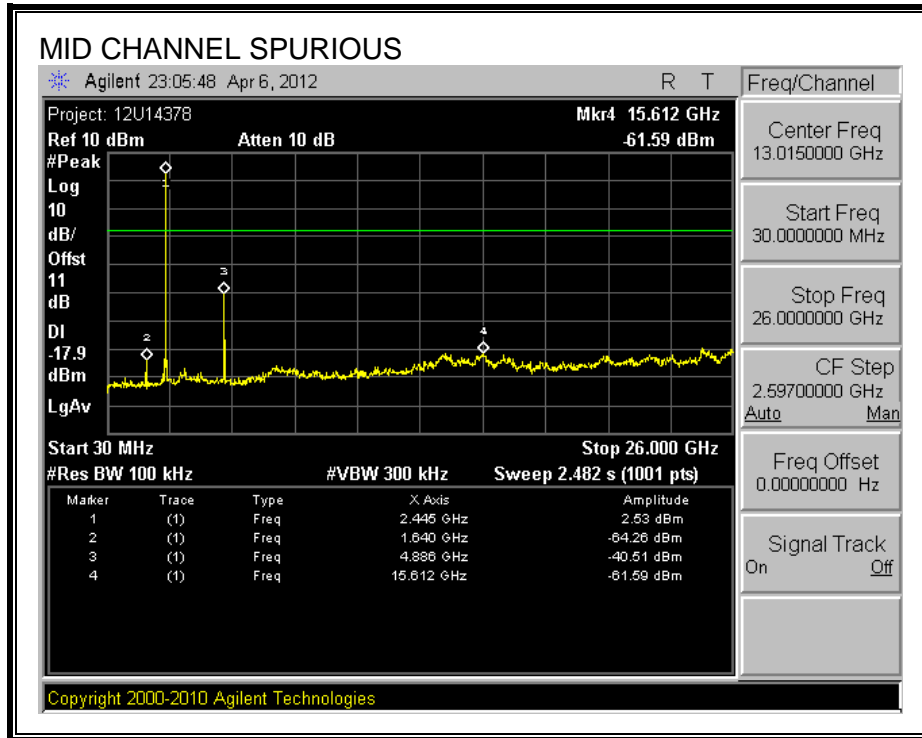 MID CHANNEL SPURIOUS
Agilent 23:05:48 Apr 6, 2012 R T
Project: 12U14378 Mkr4 15.612 GHz
Ref 10 dBm Atten 10 dB -61.59 dBm
#Peak
Log
10
dB/
Offst
11
dB
DI
-17.9
dBm
LgAv
1
2
3
4
Start 30 MHz Stop 26.000 GHz
#Res BW 100 kHz #VBW 300 kHz Sweep 2.482 s (1001 pts)
Marker Trace Type X Axis Amplitude
1 (1) Freq 2.445 GHz 2.53 dBm
2 (1) Freq 1.640 GHz -64.26 dBm
3 (1) Freq 4.886 GHz -40.51 dBm
4 (1) Freq 15.612 GHz -61.59 dBm
Freq/Channel
Center Freq
13.0150000 GHz
Start Freq
30.0000000 MHz
Stop Freq
26.0000000 GHz
CF Step
2.59700000 GHz
Auto Man
Freq Offset
0.00000000 Hz
Signal Track
On Off
Copyright 2000-2010 Agilent Technologies